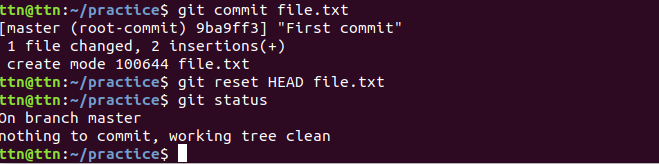 ttn@ttn:~/practice$ git commit file.txt
[master (root-commit) 9ba9ff3] "First commit"
 1 file changed, 2 insertions(+)
 create mode 100644 file.txt
ttn@ttn:~/practice$ git reset HEAD file.txt
ttn@ttn:~/practice$ git status
On branch master
nothing to commit, working tree clean
ttn@ttn:~/practice$